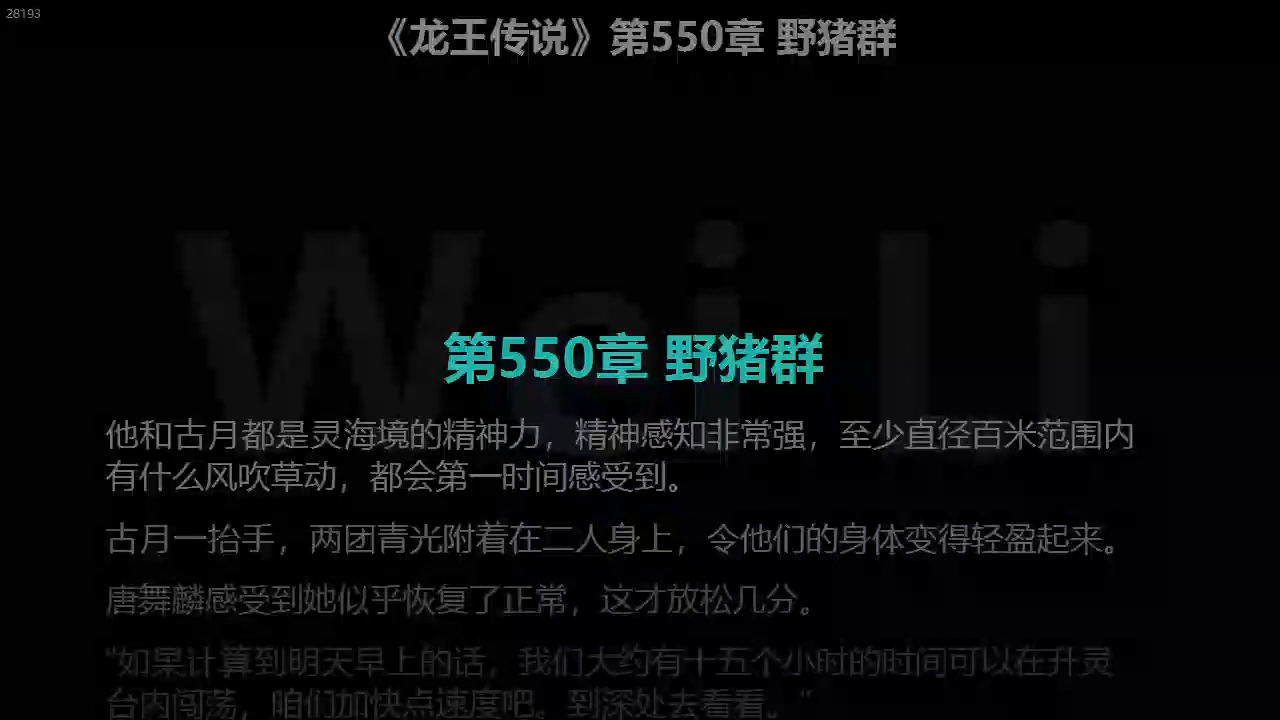 28193
《龙王传说》第550章 野猪群
Wei Li
第550章 野猪群
他和古月都是灵海境的精神力，精神感知非常强，至少直径百米范围内
有什么风吹草动，都会第一时间感受到。
古月一抬手，两团青光附着在二人身上，令他们的身体变得轻盈起来。
唐舞麟感受到她似乎恢复了正常，这才放松几分。
“如果计算到明天早上的话，我们大约有十五个小时的时间可以在升灵
台内闯荡，咱们加快点速度吧。到深处去看看。”